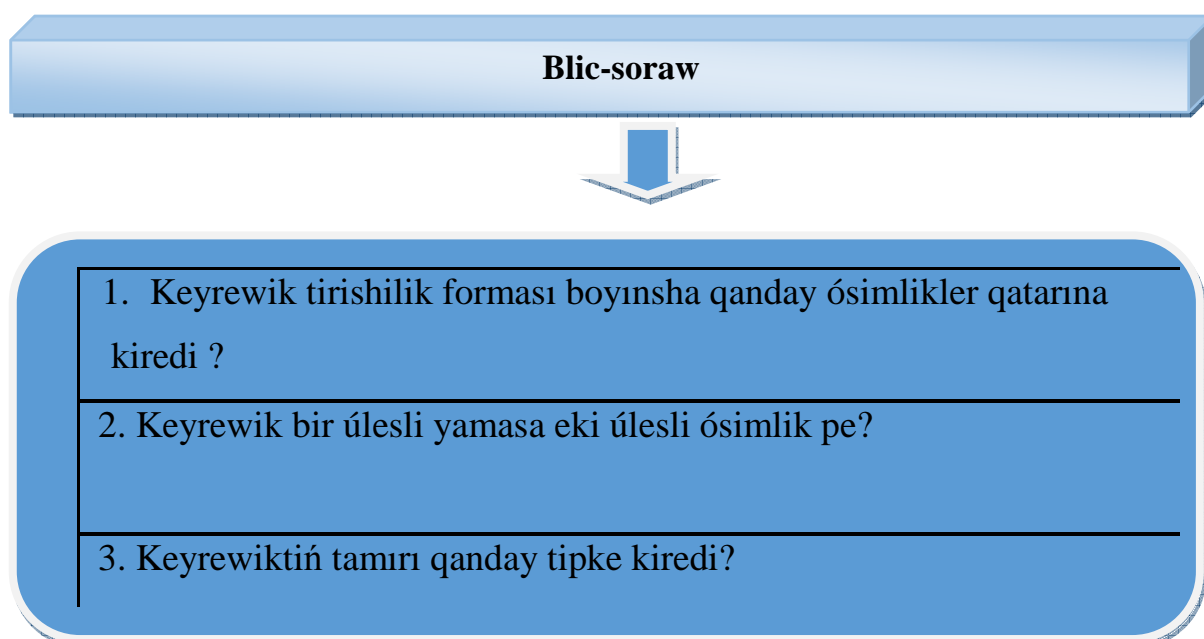 Blic-soraw
1. Keyrewik tirishilik forması boyınsha qanday ósimlikler qatarına
kiredi ?
2. Keyrewik bir úlesli yamasa eki úlesli ósimlik pe?
3. Keyrewiktiń tamırı qanday tipke kiredi?